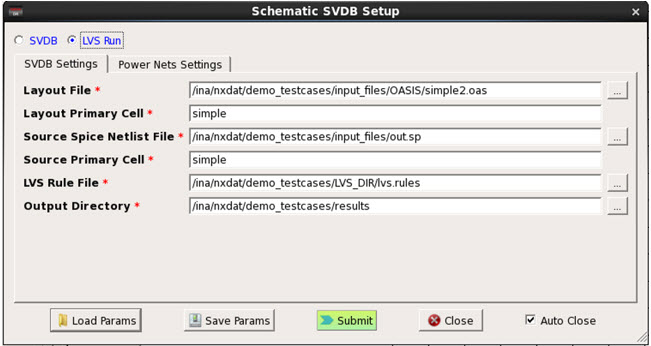 Schematic SVDB Setup
SVDB LVS Run
SVDB Settings Power Nets Settings
Layout File * /ina/nxdat/demo_testcases/input_files/OASIS/simple2.oas ...
Layout Primary Cell * simple
Source Spice Netlist File * /ina/nxdat/demo_testcases/input_files/out.sp ...
Source Primary Cell * simple
LVS Rule File * /ina/nxdat/demo_testcases/LVS_DIR/lvs.rules ...
Output Directory * /ina/nxdat/demo_testcases/results ...
Load Params Save Params Submit Close Auto Close